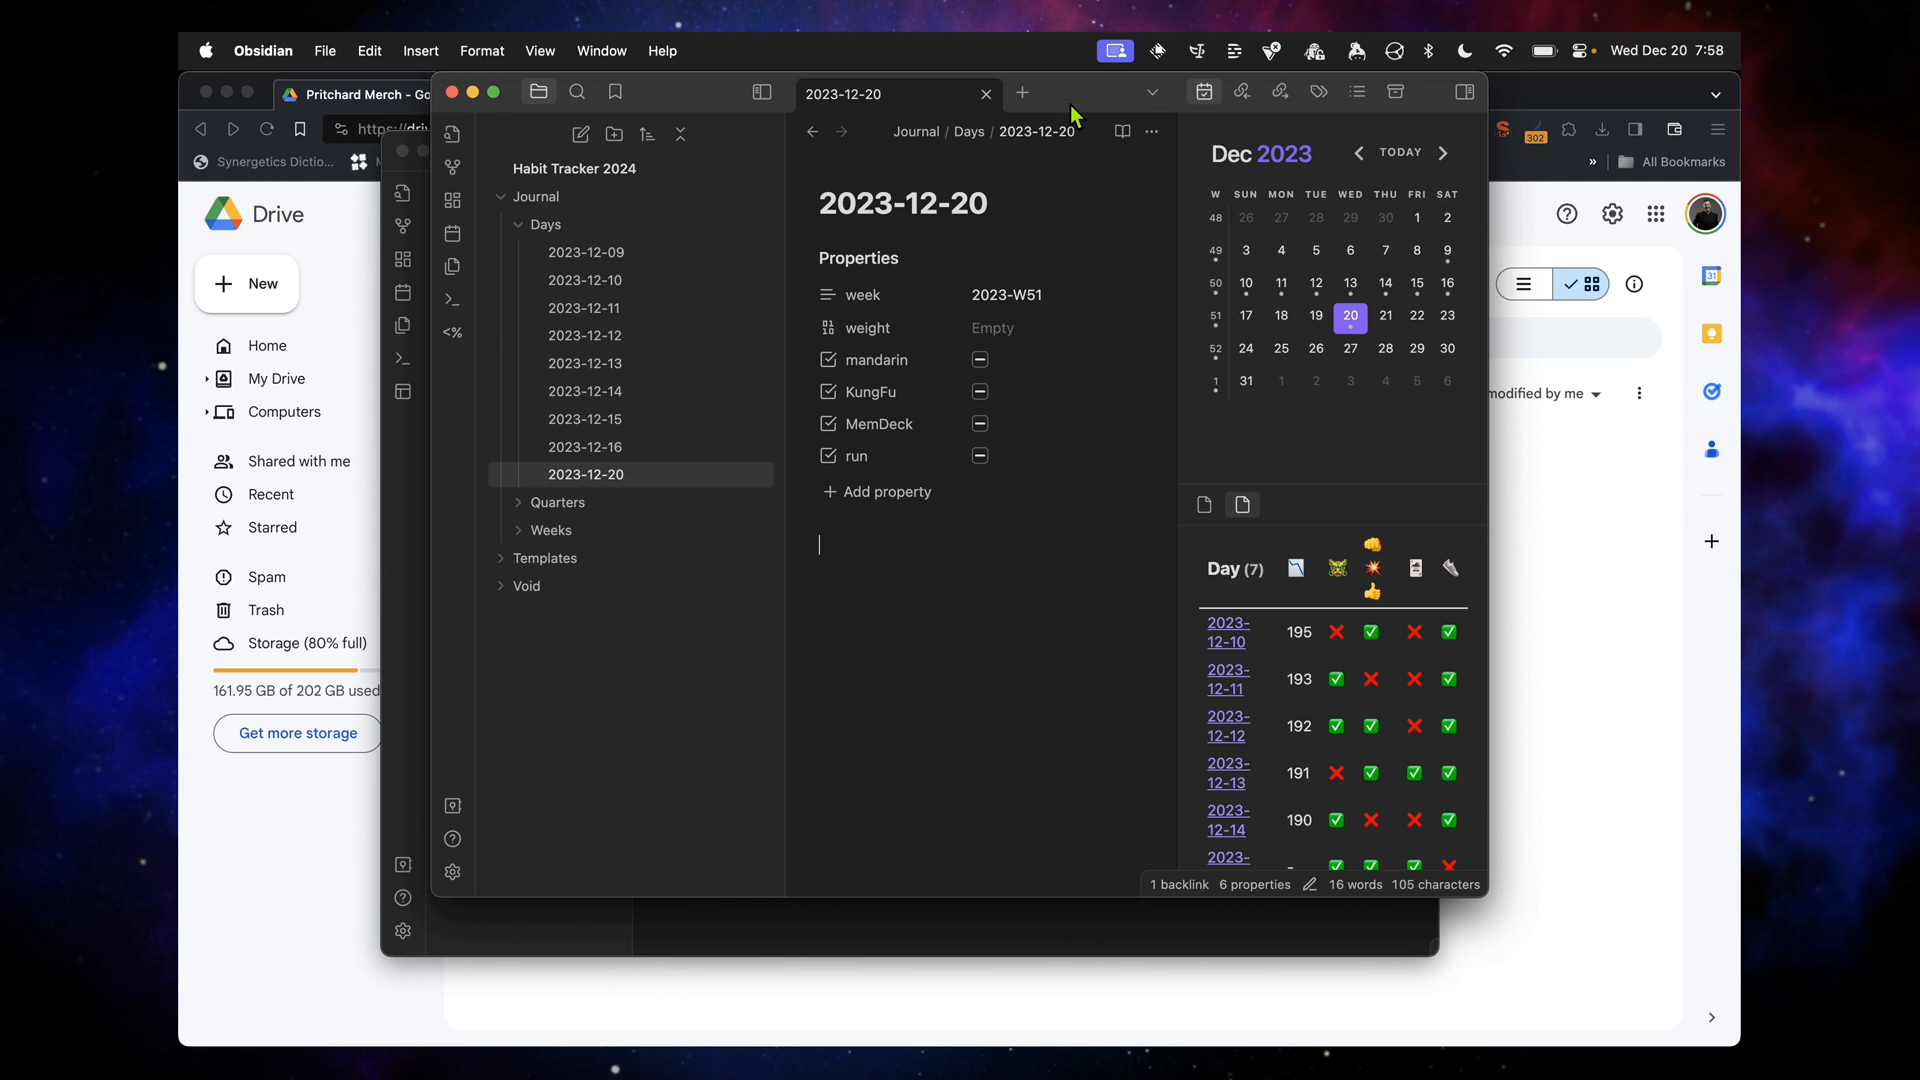 Obsidian File Edit Insert Format View Window Help
Wed Dec 20 7:58
Pritchard Merch - Go
https://driv
Synergetics Dictio...
Drive
New
Home
My Drive
Computers
Shared with me
Recent
Starred
Spam
Trash
Storage (80% full)
161.95 GB of 202 GB used
Get more storage
Habit Tracker 2024
Journal
Days
2023-12-09
2023-12-10
2023-12-11
2023-12-12
2023-12-13
2023-12-14
2023-12-15
2023-12-16
2023-12-20
Quarters
Weeks
Templates
Void
2023-12-20
Journal / Days / 2023-12-20
2023-12-20
Properties
week 2023-W51
weight Empty
mandarin
KungFu
MemDeck
run
+ Add property
Dec 2023 TODAY
W SUN MON TUE WED THU FRI SAT
48 26 27 28 29 30 1 2
49 3 4 5 6 7 8 9
50 10 11 12 13 14 15 16
51 17 18 19 20 21 22 23
52 24 25 26 27 28 29 30
1 31 1 2 3 4 5 6
Day (7)
2023-
12-10 195
2023-
12-11 193
2023-
12-12 192
2023-
12-13 191
2023-
12-14 190
2023- -
1 backlink 6 properties 16 words 105 characters
302
» All Bookmarks
modified by me
31